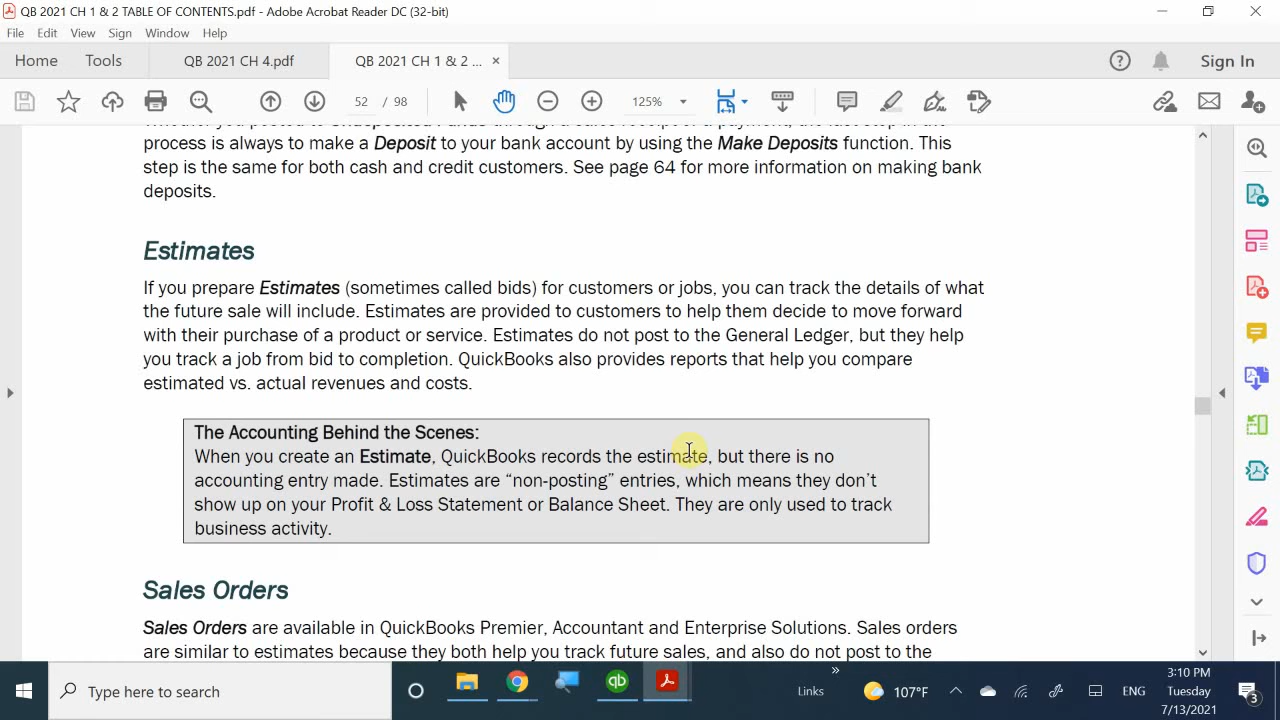 QB 2021 CH 1 & 2 TABLE OF CONTENTS.pdf - Adobe Acrobat Reader DC (32-bit)
File Edit View Sign Window Help
Home Tools QB 2021 CH 4.pdf QB 2021 CH 1 & 2 ... × Sign In
52 / 98 125%
process is always to make a Deposit to your bank account by using the Make Deposits function. This
step is the same for both cash and credit customers. See page 64 for more information on making bank
deposits.
Estimates
If you prepare Estimates (sometimes called bids) for customers or jobs, you can track the details of what
the future sale will include. Estimates are provided to customers to help them decide to move forward
with their purchase of a product or service. Estimates do not post to the General Ledger, but they help
you track a job from bid to completion. QuickBooks also provides reports that help you compare
estimated vs. actual revenues and costs.
The Accounting Behind the Scenes:
When you create an Estimate, QuickBooks records the estimate, but there is no
accounting entry made. Estimates are “non-posting” entries, which means they don’t
show up on your Profit & Loss Statement or Balance Sheet. They are only used to track
business activity.
Sales Orders
Sales Orders are available in QuickBooks Premier, Accountant and Enterprise Solutions. Sales orders
are similar to estimates because they both help you track future sales, and also do not post to the
Type here to search qb Links » 107°F ENG 3:10 PM
Tuesday
7/13/2021 3